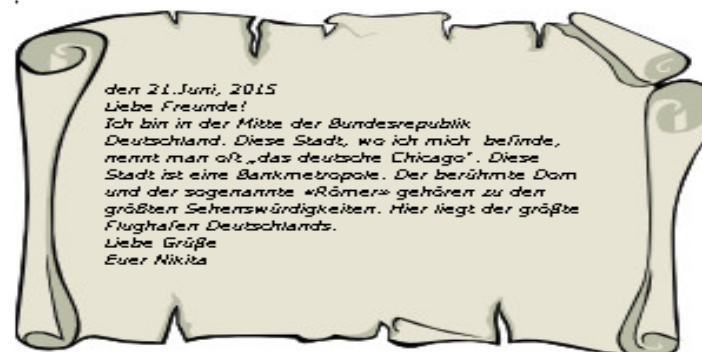 den 21.Juni, 2015
Liebe Freunde!
Ich bin in der Mitte der Bundesrepublik
Deutschland. Diese Stadt, wo ich mich befinde,
nennt man oft „das deutsche Chicago". Diese
Stadt ist eine Bankmetropole. Der berühmte Dom
und der sogenannte «Römer» gehören zu den
größten Sehenswürdigkeiten. Hier liegt der größte
Flughafen Deutschlands.
Liebe Grüße
Euer Nikita